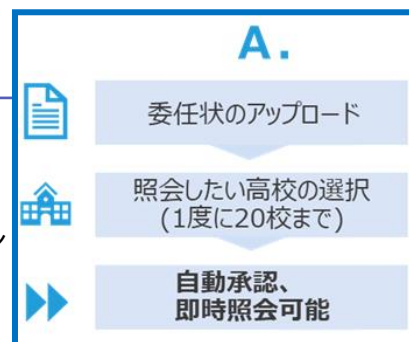 A.
委任状のアップロード
照会したい高校の選択
(1度に20校まで)
自動承認、
即時照会可能